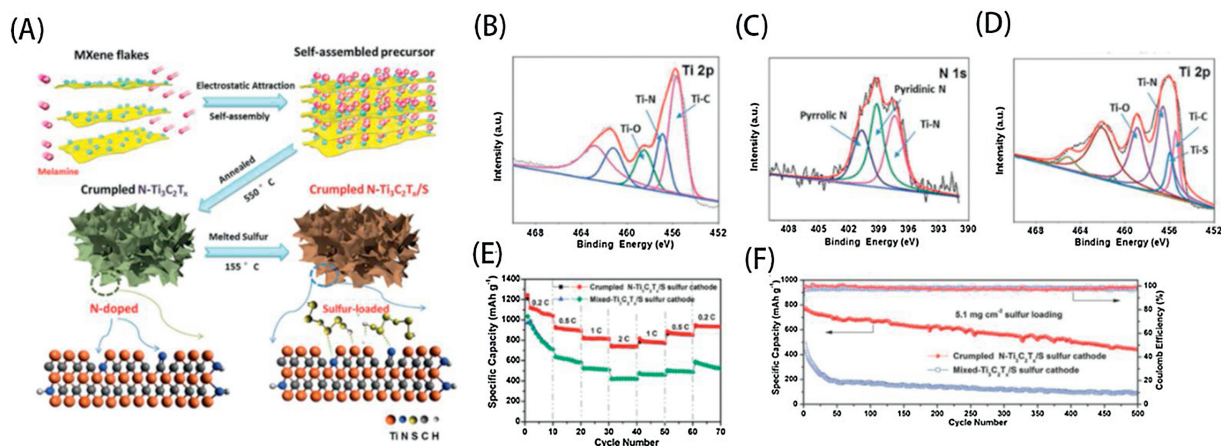 (A)
MXene flakes
Self-assembled precursor
Electrostatic Attraction
Self-assembly
Melamine
Annealed
550 ° C
Crumpled N-Ti₃C₂Tₓ
Crumpled N-Ti₃C₂Tₓ/S
Melted Sulfur
155 ° C
N-doped
Sulfur-loaded
Ti N S C H
(B)
Ti 2p
Ti-N
Ti-C
Ti-O
Intensity (a.u.)
468 464 460 456 452
Binding Energy (eV)
(C)
N 1s
Pyridinic N
Pyrrolic N
Ti-N
Intensity (a.u.)
408 405 402 399 396 393 390
Binding Energy (eV)
(D)
Ti 2p
Ti-N
Ti-O
Ti-C
Ti-S
Intensity (a.u.)
468 464 460 456 452
Binding Energy (eV)
(E)
Specific Capacity (mAh g⁻¹)
1400
1200
1000
800
600
400
200
0
Crumpled N-Ti₃C₂Tₓ/S sulfur cathode
Mixed-Ti₃C₂Tₓ/S sulfur cathode
0.2 C
0.5 C
1 C
2 C
1 C
0.5 C
0.2 C
0 10 20 30 40 50 60 70
Cycle Number
(F)
Specific Capacity (mAh g⁻¹)
1000
800
600
400
200
0
5.1 mg cm⁻² sulfur loading
Crumpled N-Ti₃C₂Tₓ/S sulfur cathode
Mixed-Ti₃C₂Tₓ/S sulfur cathode
100
80
60
40
20
0
Coulomb Efficiency (%)
0 50 100 150 200 250 300 350 400 450 500
Cycle Number